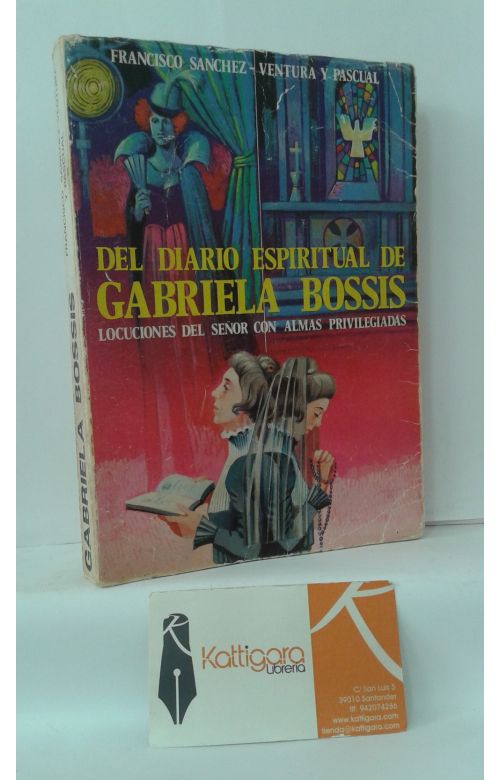 FRANCISCO SANCHEZ - VENTURA Y PASCUAL
DEL DIARIO ESPIRITUAL DE
GABRIELA BOSSIS
LOCUCIONES DEL SEÑOR CON ALMAS PRIVILEGIADAS
GABRIELA BOSSIS
Kattigara
Librería
C/ San Luis 5
39010 Santander
tlf: 942074286
www.kattigara.com
tienda@kattigara.com